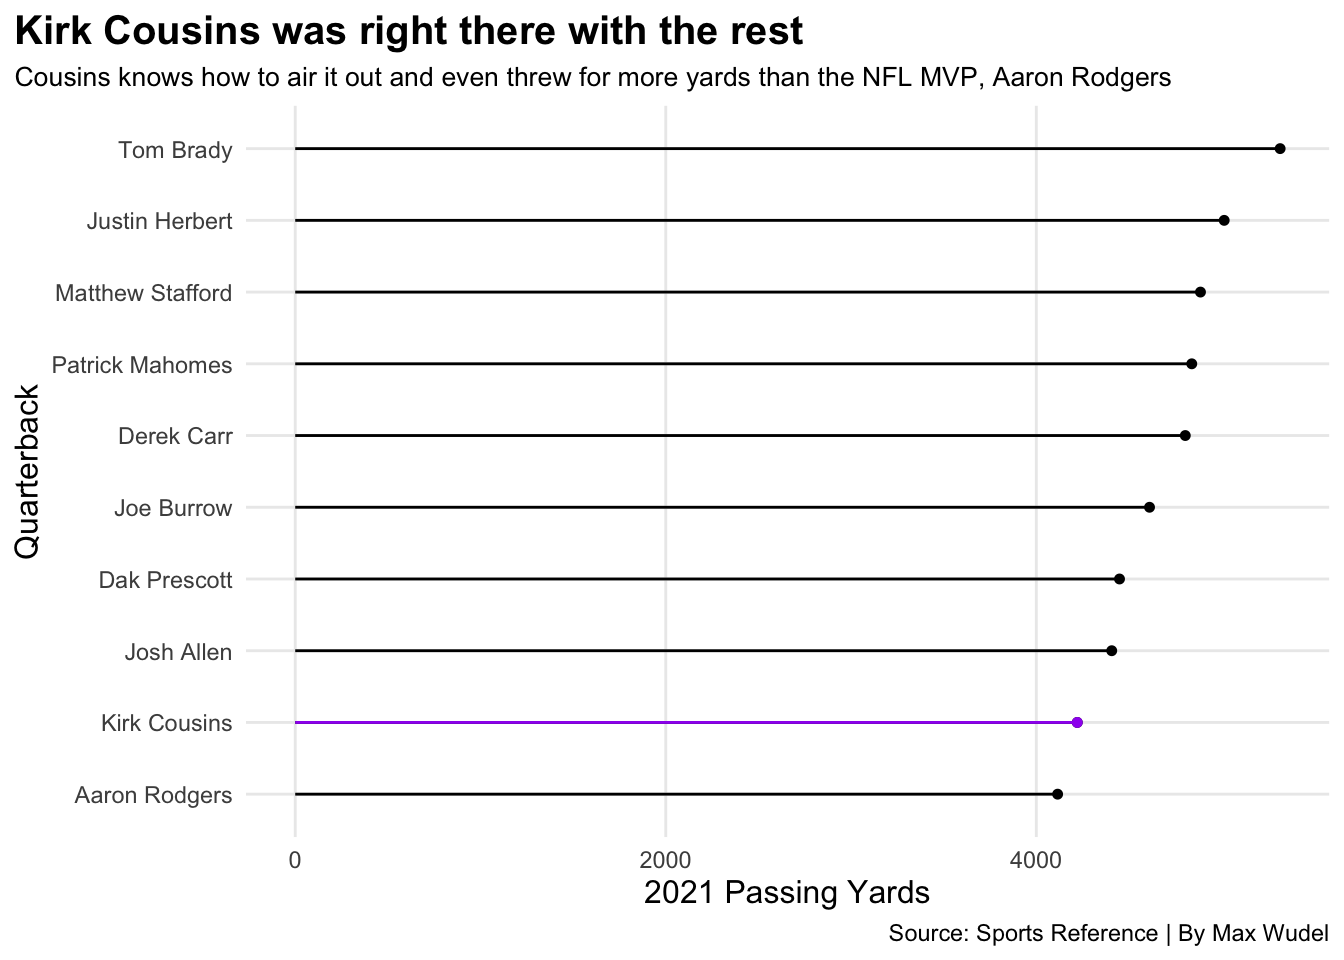 Kirk Cousins was right there with the rest
Cousins knows how to air it out and even threw for more yards than the NFL MVP, Aaron Rodgers
Quarterback
Tom Brady
Justin Herbert
Matthew Stafford
Patrick Mahomes
Derek Carr
Joe Burrow
Dak Prescott
Josh Allen
Kirk Cousins
Aaron Rodgers
0 2000 4000
2021 Passing Yards
Source: Sports Reference | By Max Wudel